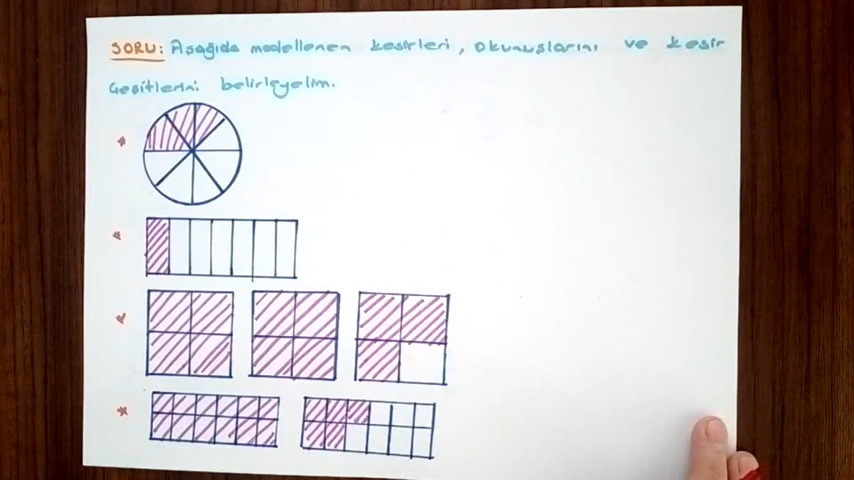 SORU: Aşağıda modellenen kesirleri, okunuşlarını ve kesir
çeşitlerini belirleyelim.